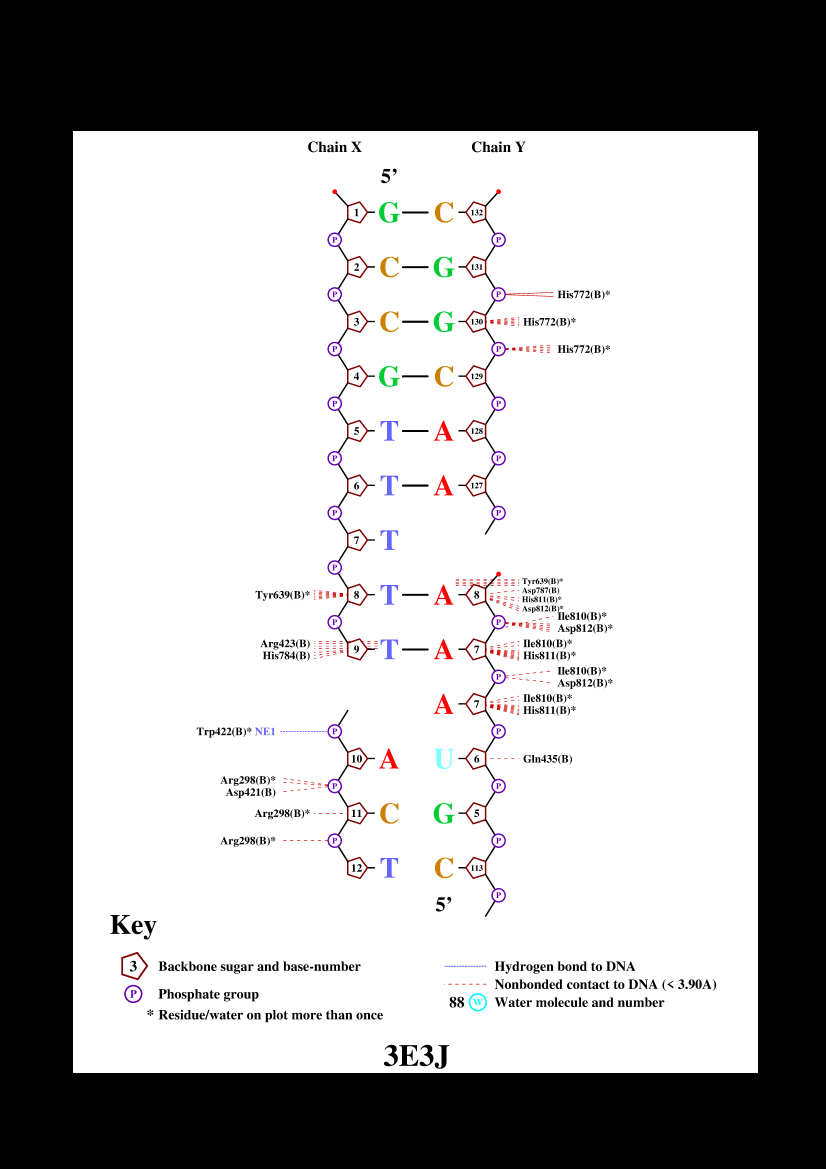 Chain X Chain Y
5’
1 G C 132
P P
2 C G 131
P P His772(B)*
3 C G 130 His772(B)*
P P His772(B)*
4 G C 129
P P
5 T A 128
P P
6 T A 127
P P
7 T
P
Tyr639(B)*
Asp787(B)
Tyr639(B)* 8 T A 8 His811(B)*
Asp812(B)*
P P Ile810(B)*
Asp812(B)*
Arg423(B) Ile810(B)*
9 T A 7
His784(B) His811(B)*
P Ile810(B)*
Asp812(B)*
A 7 Ile810(B)*
His811(B)*
Trp422(B)* NE1 P P
10 A U 6 Gln435(B)
Arg298(B)* P P
Asp421(B)
Arg298(B)* 11 C G 5
Arg298(B)* P P
12 T C 113
5’ P
Key
3 Backbone sugar and base-number
P Phosphate group
* Residue/water on plot more than once
Hydrogen bond to DNA
Nonbonded contact to DNA (< 3.90A)
88 W Water molecule and number
3E3J